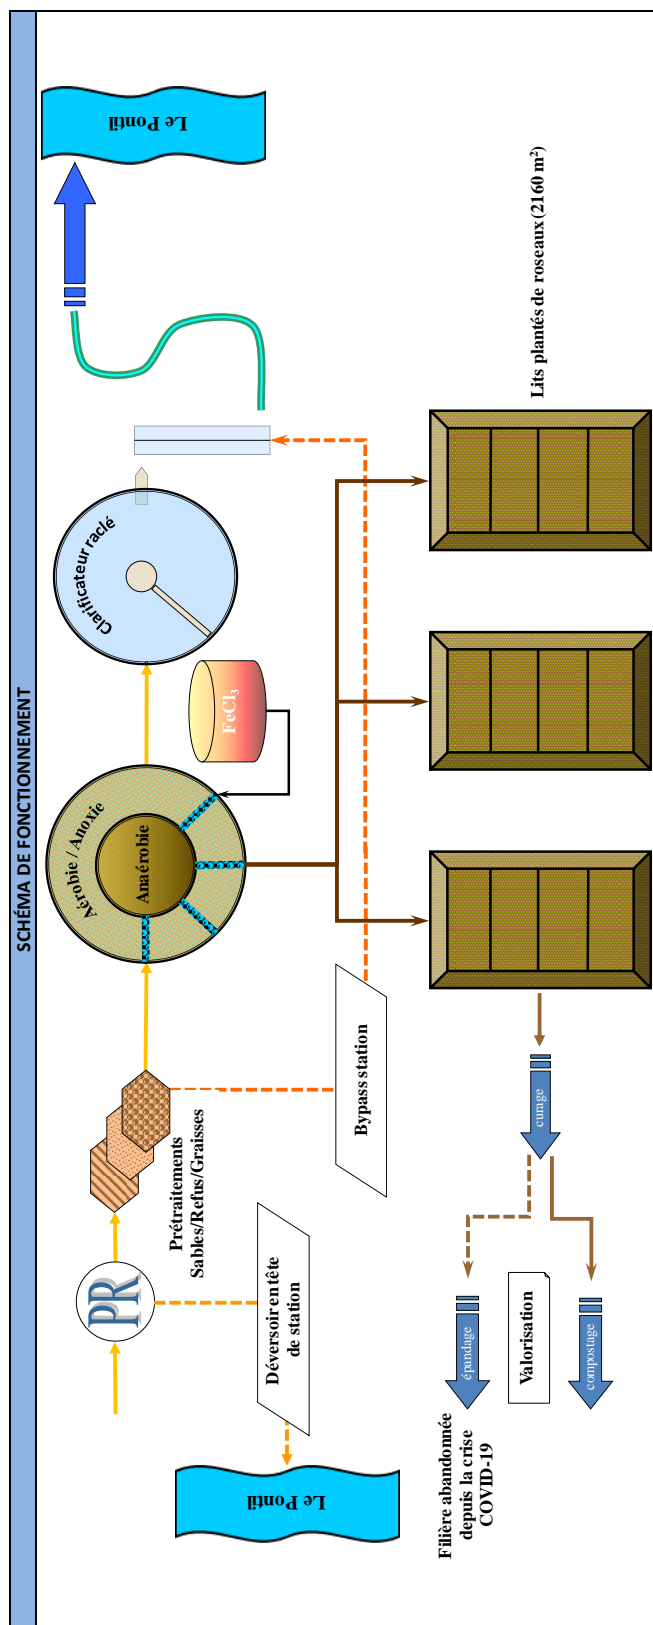 SCHÉMA DE FONCTIONNEMENT
PR
Prétraitements
Sables/Refus/Graisses
Aérobie / Anoxie
Anaérobie
FeCl₃
Clarificateur raclé
Le Pontil
Déversoir en tête
de station
Le Pontil
Bypass station
Lits plantés de roseaux (2160 m²)
curage
épandage
Valorisation
compostage
Filière abandonnée
depuis la crise
COVID-19